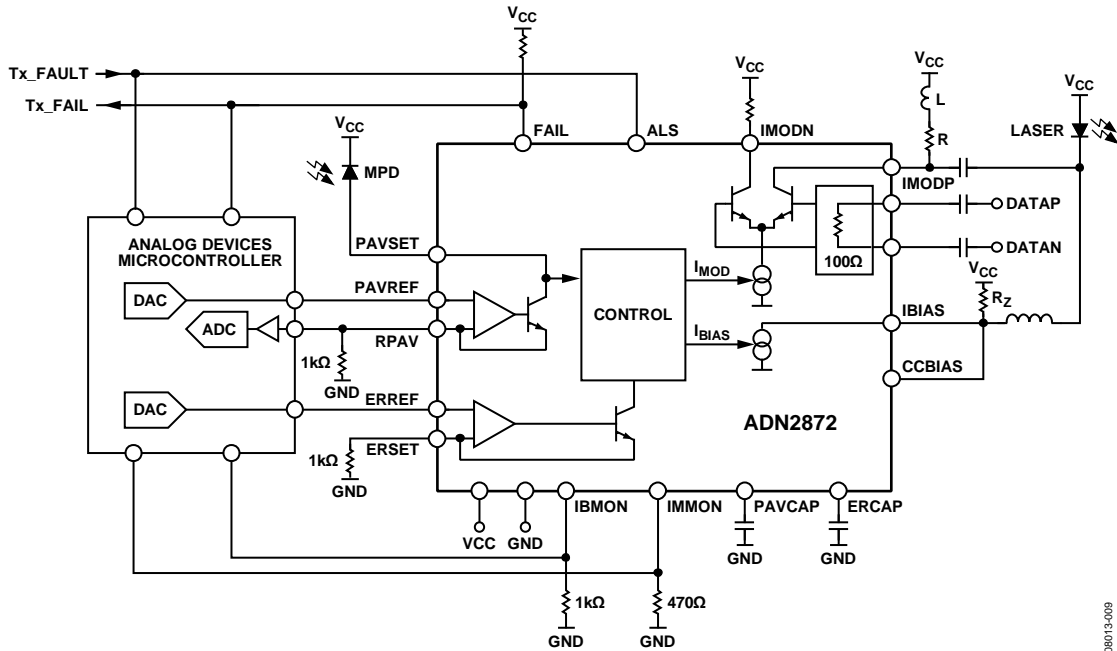 VCC
Tx_FAULT
Tx_FAIL
VCC
VCC
VCC
L
R
LASER
VCC
MPD
FAIL
ALS
IMODN
IMODP
DATAP
DATAN
100Ω
ANALOG DEVICES
MICROCONTROLLER
PAVSET
DAC
PAVREF
ADC
RPAV
1kΩ
GND
CONTROL
IMOD
IBIAS
VCC
RZ
IBIAS
CCBIAS
DAC
ERREF
ERSET
1kΩ
GND
ADN2872
VCC
GND
IBMON
IMMON
PAVCAP
ERCAP
GND
GND
1kΩ
470Ω
GND
GND
08013-009